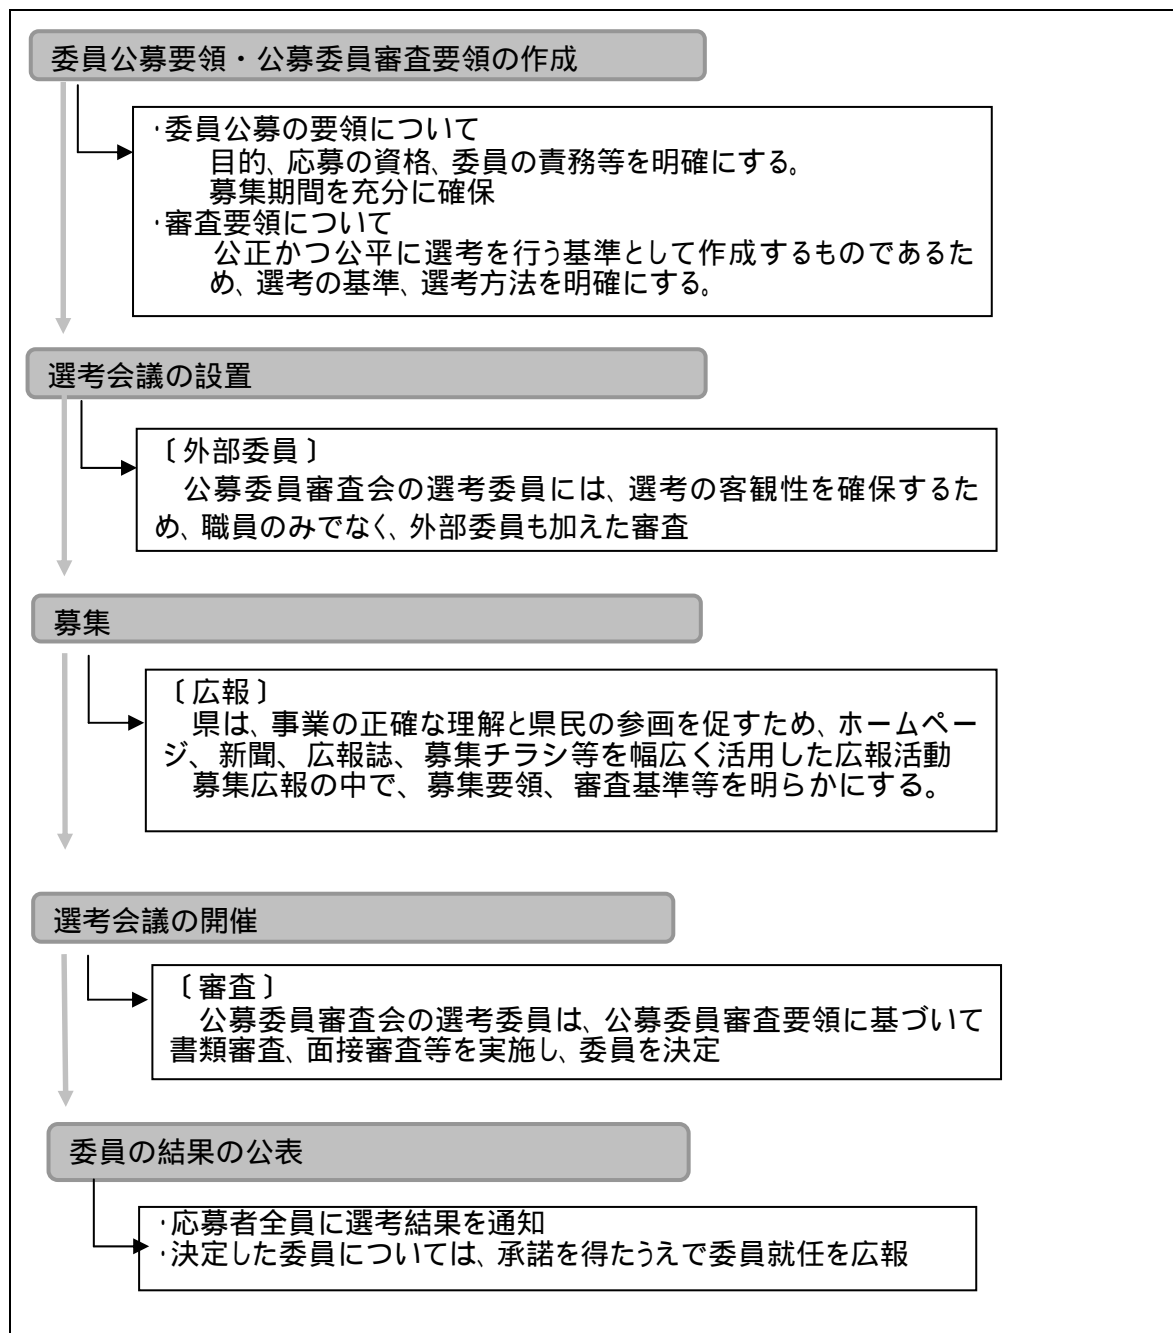 委員公募要領・公募委員審査要領の作成
・委員公募の要領について
目的、応募の資格、委員の責務等を明確にする。
募集期間を充分に確保
・審査要領について
公正かつ公平に選考を行う基準として作成するものであるた
め、選考の基準、選考方法を明確にする。
選考会議の設置
〔外部委員〕
公募委員審査会の選考委員には、選考の客観性を確保するた
め、職員のみでなく、外部委員も加えた審査
募集
〔広報〕
県は、事業の正確な理解と県民の参画を促すため、ホームペー
ジ、新聞、広報誌、募集チラシ等を幅広く活用した広報活動
募集広報の中で、募集要領、審査基準等を明らかにする。
選考会議の開催
〔審査〕
公募委員審査会の選考委員は、公募委員審査要領に基づいて
書類審査、面接審査等を実施し、委員を決定
委員の結果の公表
・応募者全員に選考結果を通知
・決定した委員については、承諾を得たうえで委員就任を広報